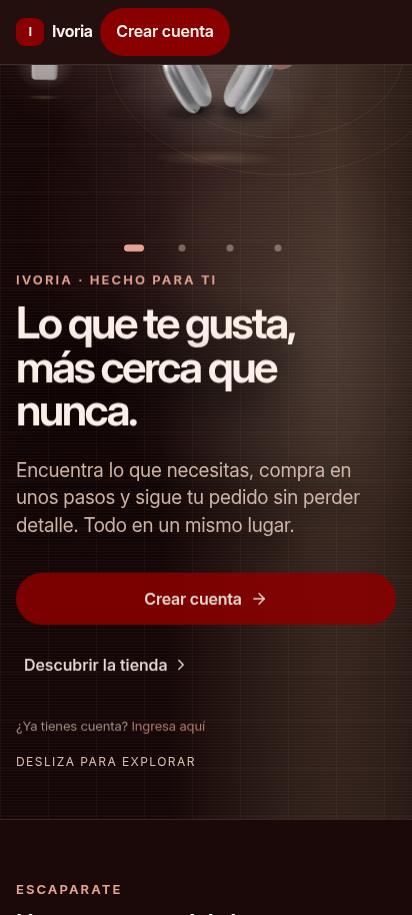 I Ivoria Crear cuenta
IVORIA · HECHO PARA TI
Lo que te gusta,
más cerca que
nunca.
Encuentra lo que necesitas, compra en
unos pasos y sigue tu pedido sin perder
detalle. Todo en un mismo lugar.
Crear cuenta
Descubrir la tienda
¿Ya tienes cuenta? Ingresa aquí
DESLIZA PARA EXPLORAR
ESCAPARATE